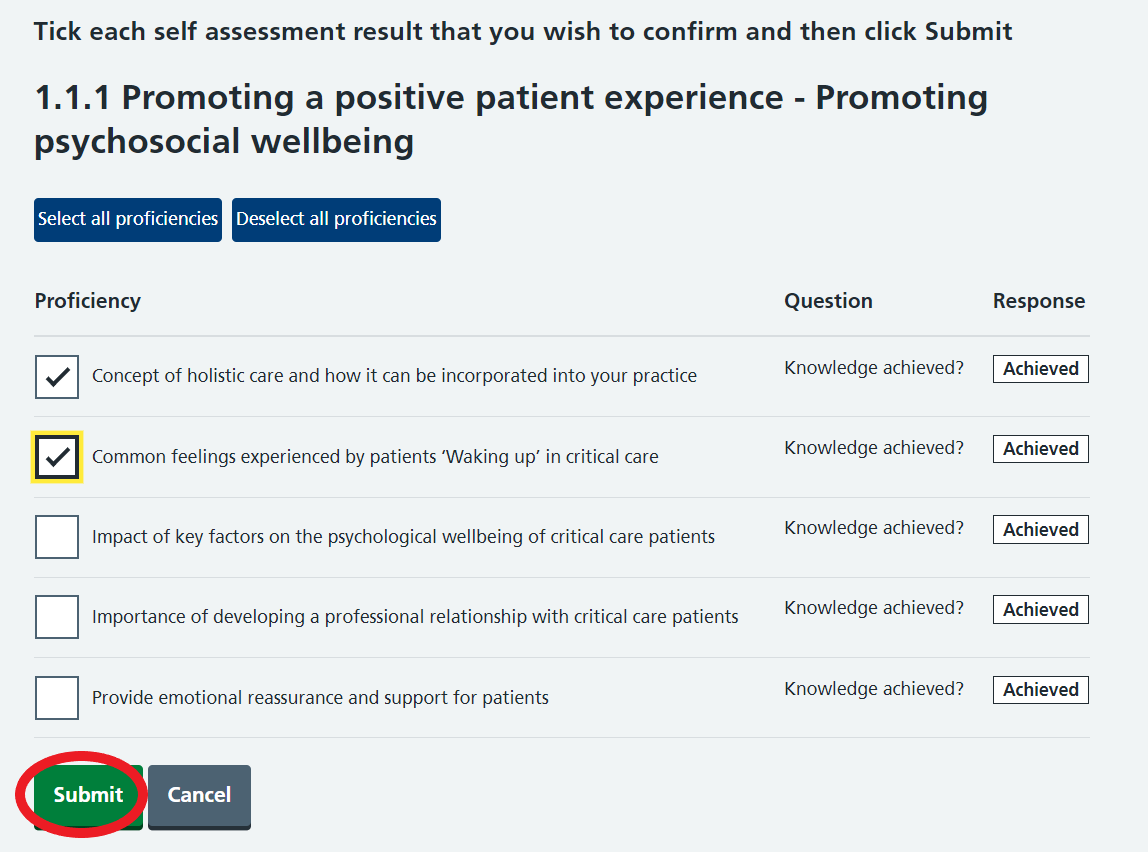 Tick each self assessment result that you wish to confirm and then click Submit
1.1.1 Promoting a positive patient experience - Promoting
psychosocial wellbeing
Select all proficiencies Deselect all proficiencies
Proficiency Question Response
Concept of holistic care and how it can be incorporated into your practice Knowledge achieved? Achieved
Common feelings experienced by patients ‘Waking up’ in critical care Knowledge achieved? Achieved
Impact of key factors on the psychological wellbeing of critical care patients Knowledge achieved? Achieved
Importance of developing a professional relationship with critical care patients Knowledge achieved? Achieved
Provide emotional reassurance and support for patients Knowledge achieved? Achieved
Submit Cancel